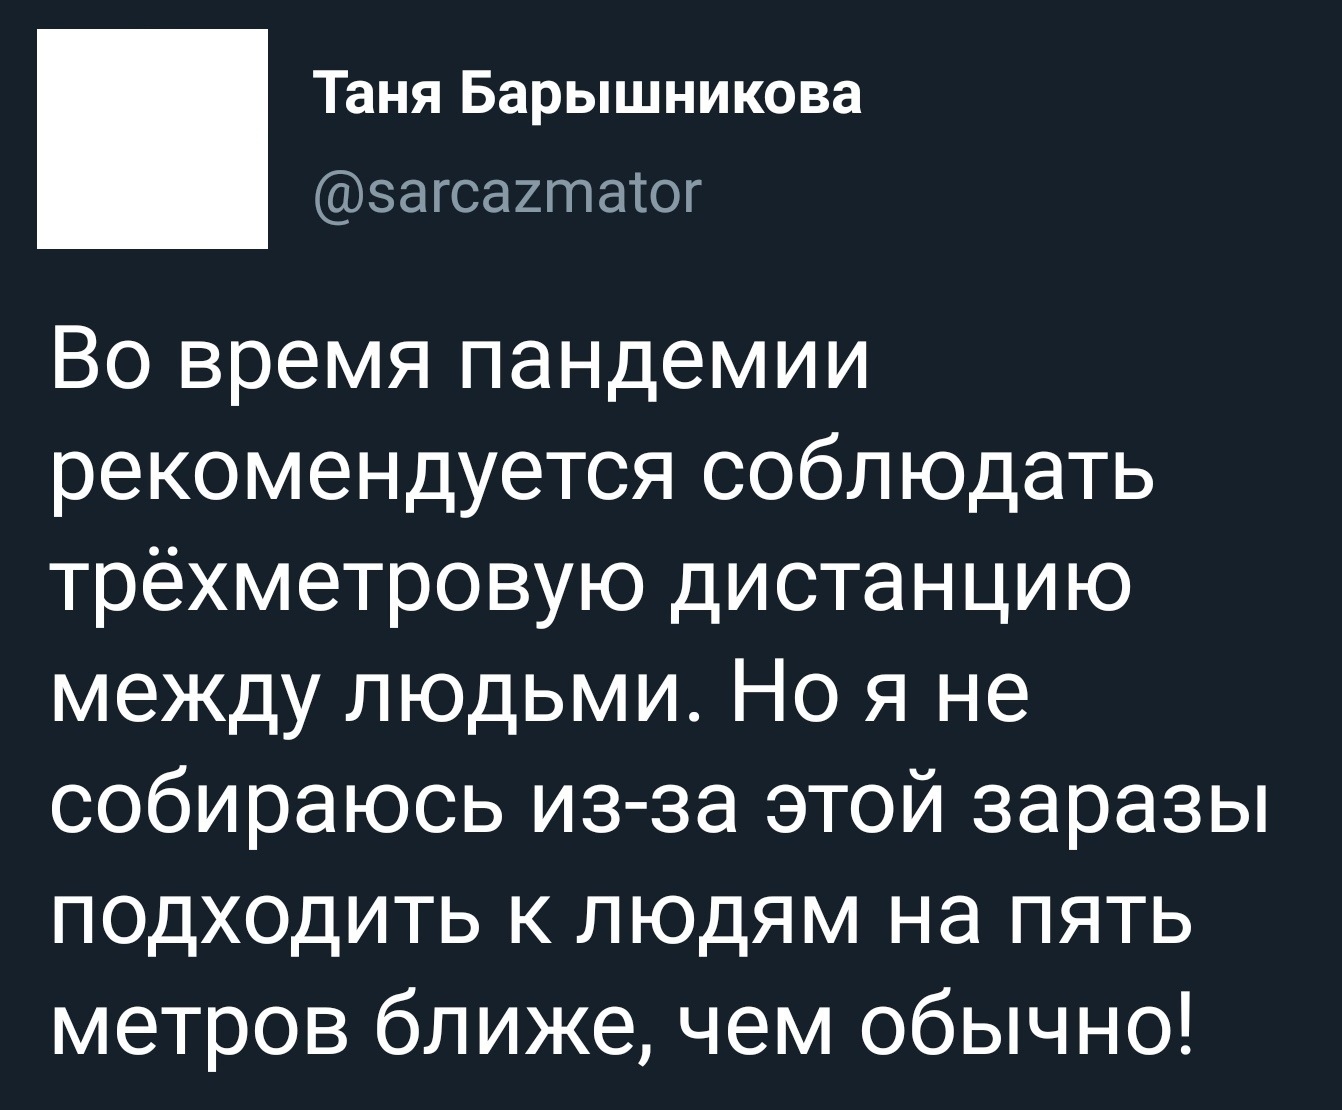 Таня Барышникова
@sarcazmator
Во время пандемии
рекомендуется соблюдать
трёхметровую дистанцию
между людьми. Но я не
собираюсь из-за этой заразы
подходить к людям на пять
метров ближе, чем обычно!